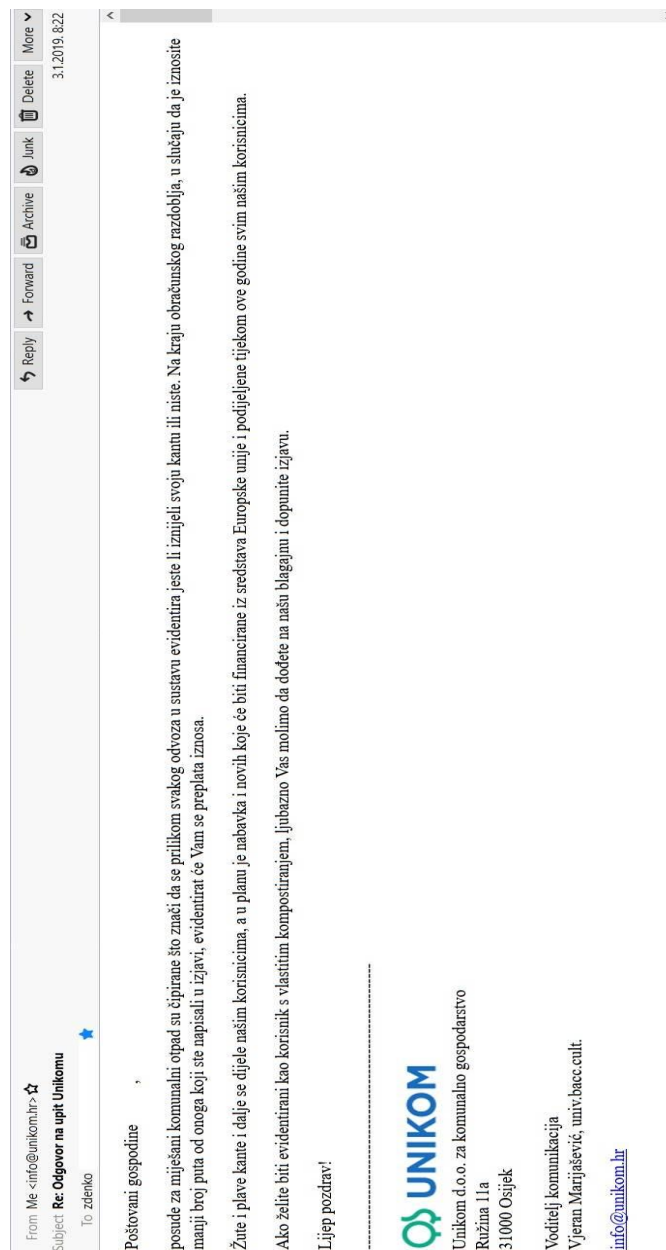 From Me <info@unikom.hr>
Subject Re: Odgovor na upit Unikomu
To zdenko
Reply Forward Archive Junk Delete More
3.1.2019. 8:22
Poštovani gospodine ,
posude za miješani komunalni otpad su čipirane što znači da se prilikom svakog odvoza u sustavu evidentira jeste li iznijeli svoju kantu ili niste. Na kraju obračunskog razdoblja, u slučaju da je iznosite
manji broj puta od onoga koji ste napisali u izjavi, evidentirat će Vam se preplata iznosa.
Žute i plave kante i dalje se dijele našim korisnicima, a u planu je nabavka i novih koje će biti financirane iz sredstava Europske unije i podijeljene tijekom ove godine svim našim korisnicima.
Ako želite biti evidentirani kao korisnik s vlastitim kompostiranjem, ljubazno Vas molimo da dođete na našu blagajnu i dopunite izjavu.
Lijep pozdrav!
UNIKOM
Unikom d.o.o. za komunalno gospodarstvo
Ružina 11a
31000 Osijek
Voditelj komunikacija
Vjeran Marijašević, univ.bacc.cult.
info@unikom.hr